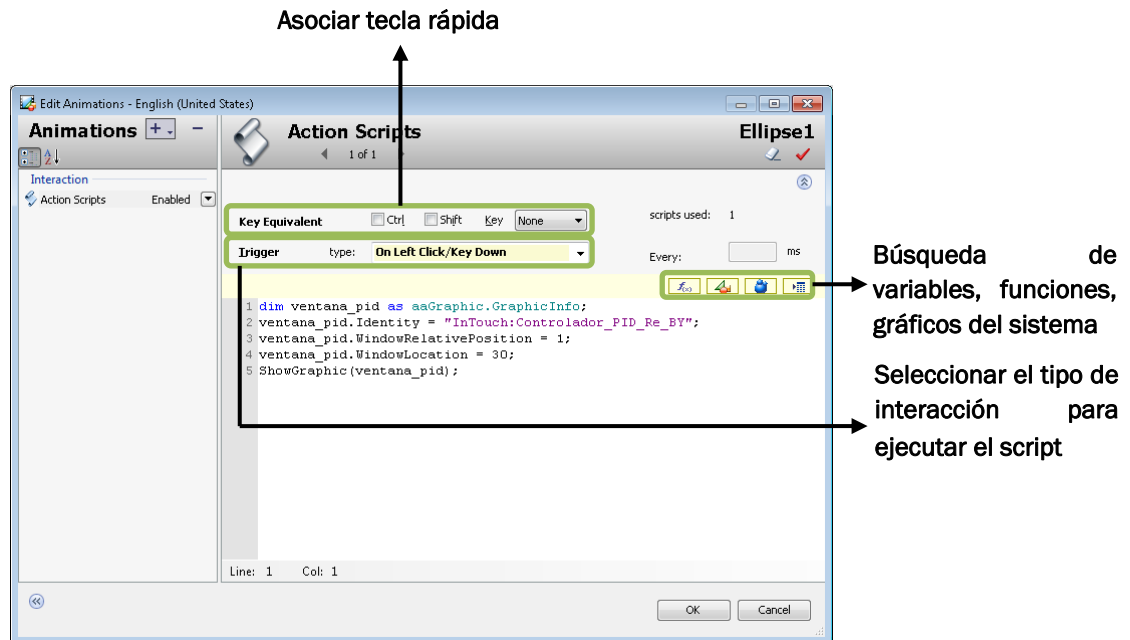 Asociar tecla rápida
Edit Animations - English (United States)
Animations
Action Scripts
Ellipse1
1 of 1
Interaction
Action Scripts Enabled
Key Equivalent Ctrl Shift Key None
scripts used: 1
Trigger type: On Left Click/Key Down
Every: ms
f(x)
1 dim ventana_pid as aaGraphic.GraphicInfo;
2 ventana_pid.Identity = "InTouch:Controlador_PID_Re_BY";
3 ventana_pid.WindowRelativePosition = 1;
4 ventana_pid.WindowLocation = 30;
5 ShowGraphic(ventana_pid);
Búsqueda de
variables, funciones,
gráficos del sistema
Seleccionar el tipo de
interacción para
ejecutar el script
Line: 1 Col: 1
OK Cancel